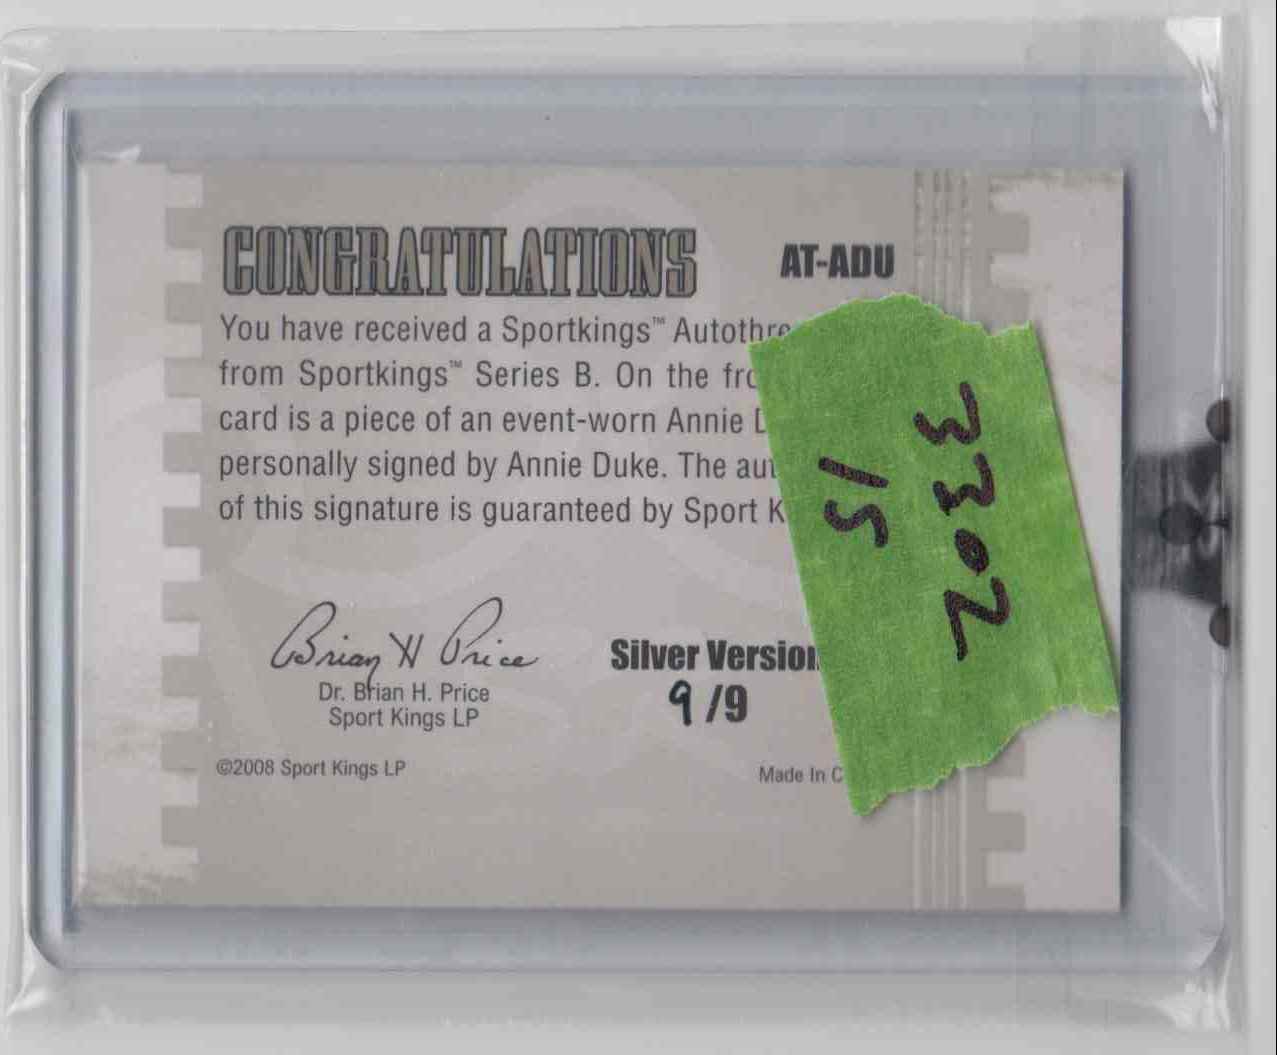 CONGRATULATIONS AT-ADU
You have received a Sportkings™ Autothre
from Sportkings™ Series B. On the fro
card is a piece of an event-worn Annie D
personally signed by Annie Duke. The aut
of this signature is guaranteed by Sport K
Brian H Price
Dr. Brian H. Price
Sport Kings LP
Silver Version
9/9
©2008 Sport Kings LP
Made In C
3302
15